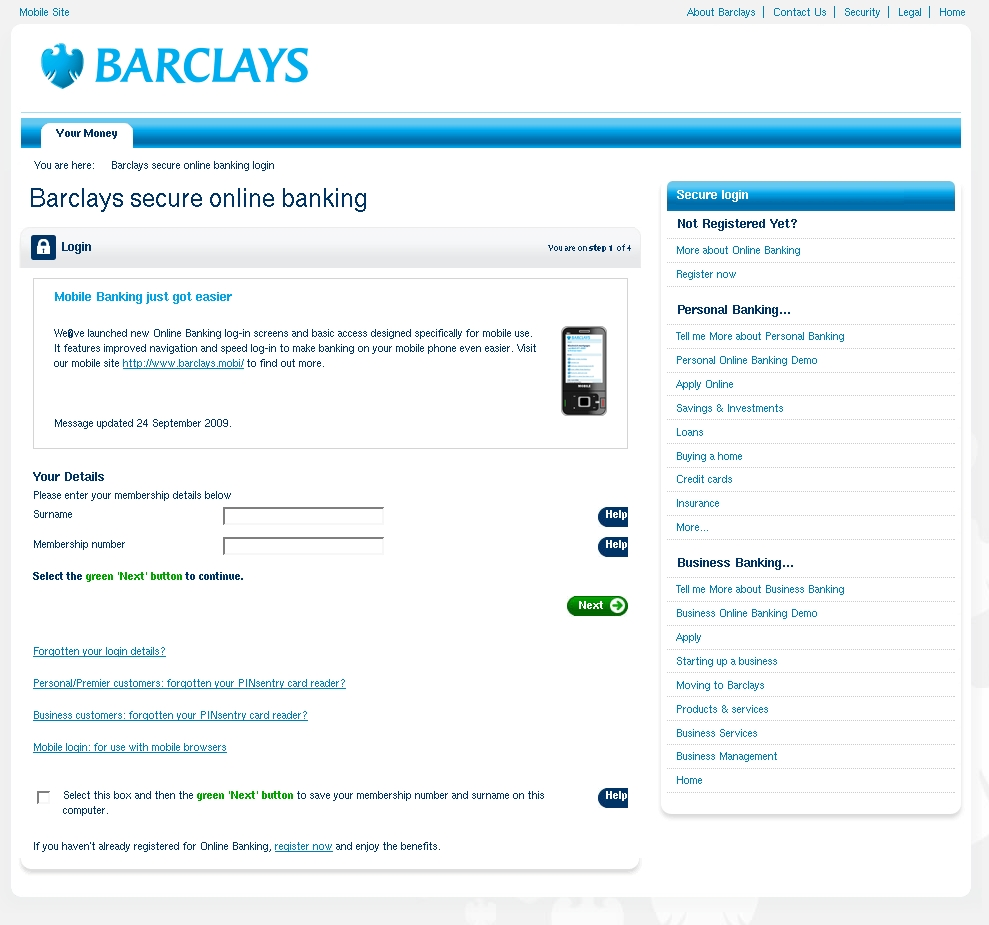 Mobile Site
About Barclays | Contact Us | Security | Legal | Home
BARCLAYS
Your Money
You are here: Barclays secure online banking login
Barclays secure online banking
Login
You are on step 1 of 4
Mobile Banking just got easier
We�ve launched new Online Banking log-in screens and basic access designed specifically for mobile use.
It features improved navigation and speed log-in to make banking on your mobile phone even easier. Visit
our mobile site http://www.barclays.mobi/ to find out more.
Message updated 24 September 2009.
Your Details
Please enter your membership details below
Surname
Help
Membership number
Help
Select the green 'Next' button to continue.
Next
Forgotten your login details?
Personal/Premier customers: forgotten your PINsentry card reader?
Business customers: forgotten your PINsentry card reader?
Mobile login: for use with mobile browsers
Select this box and then the green 'Next' button to save your membership number and surname on this
computer.
Help
If you haven't already registered for Online Banking, register now and enjoy the benefits.
Secure login
Not Registered Yet?
More about Online Banking
Register now
Personal Banking...
Tell me More about Personal Banking
Personal Online Banking Demo
Apply Online
Savings & Investments
Loans
Buying a home
Credit cards
Insurance
More...
Business Banking...
Tell me More about Business Banking
Business Online Banking Demo
Apply
Starting up a business
Moving to Barclays
Products & services
Business Services
Business Management
Home